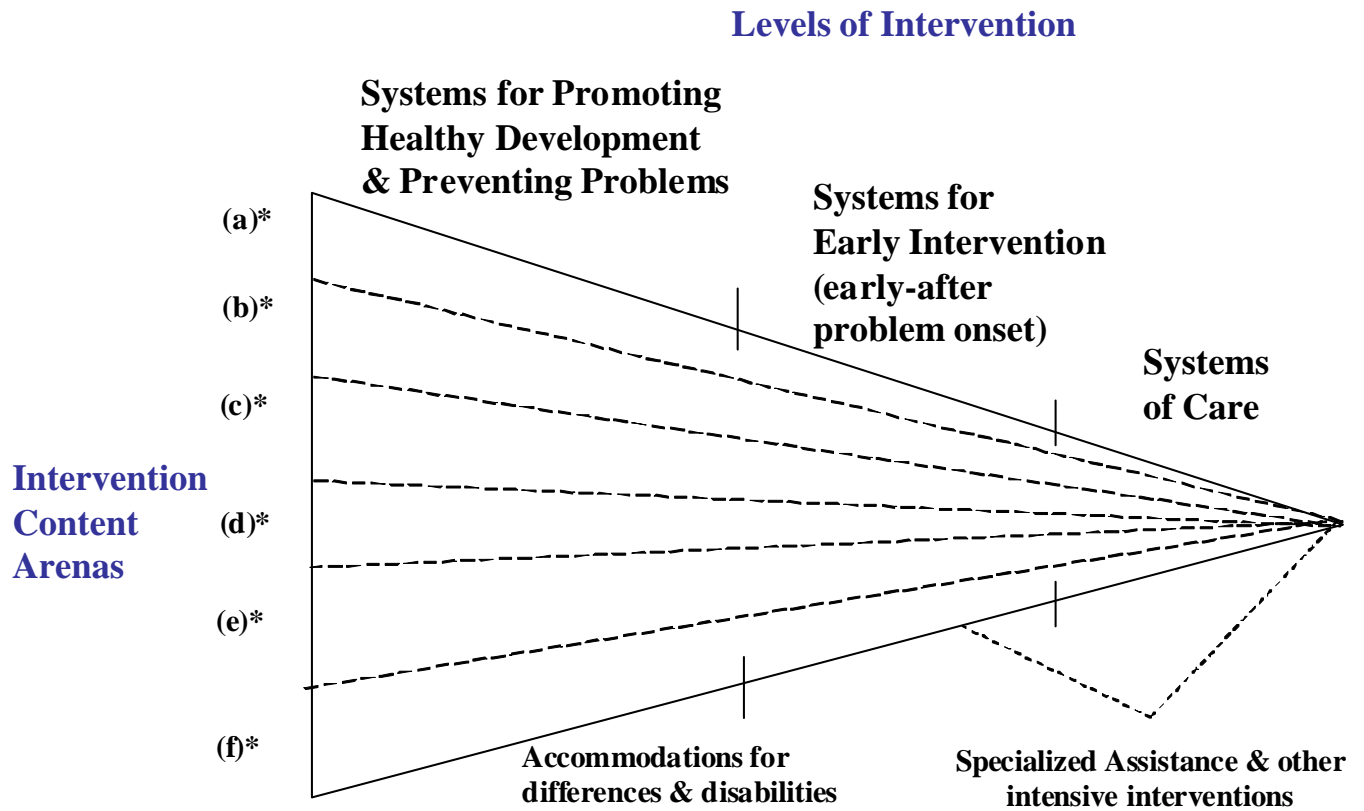 Levels of Intervention
Systems for Promoting
Healthy Development
& Preventing Problems
Systems for
Early Intervention
(early-after
problem onset)
Systems
of Care
(a)*
(b)*
(c)*
(d)*
(e)*
(f)*
Intervention
Content
Arenas
Accommodations for
differences & disabilities
Specialized Assistance & other
intensive interventions